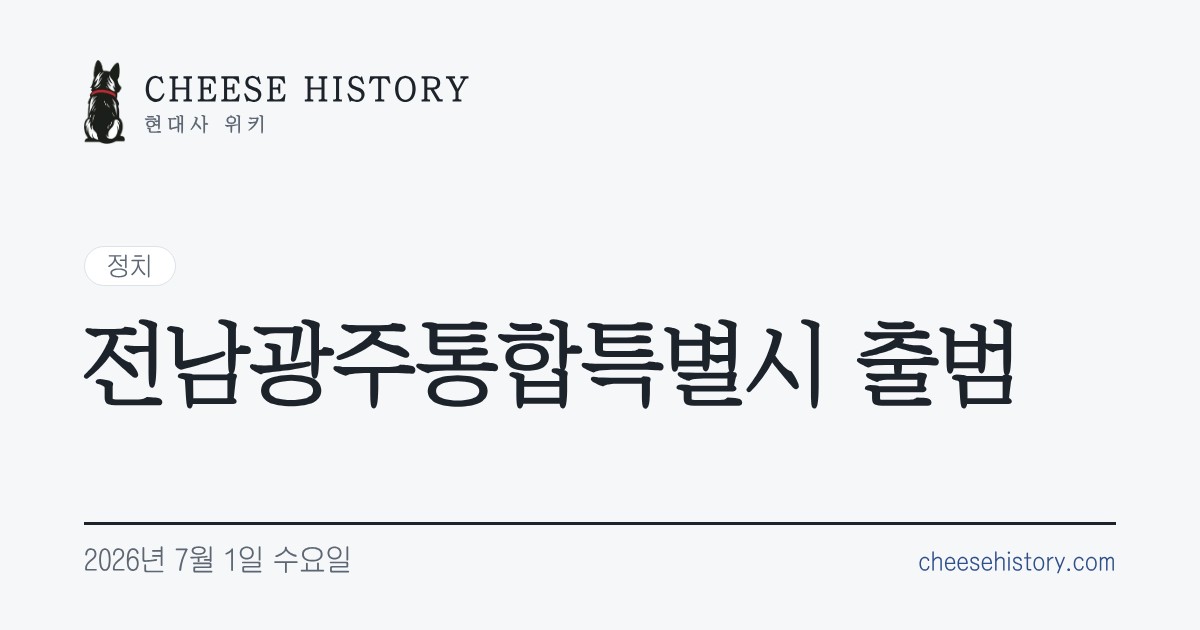 CHEESE HISTORY
현대사 위키
정치
전남광주통합특별시 출범
2026년 7월 1일 수요일
cheesehistory.com